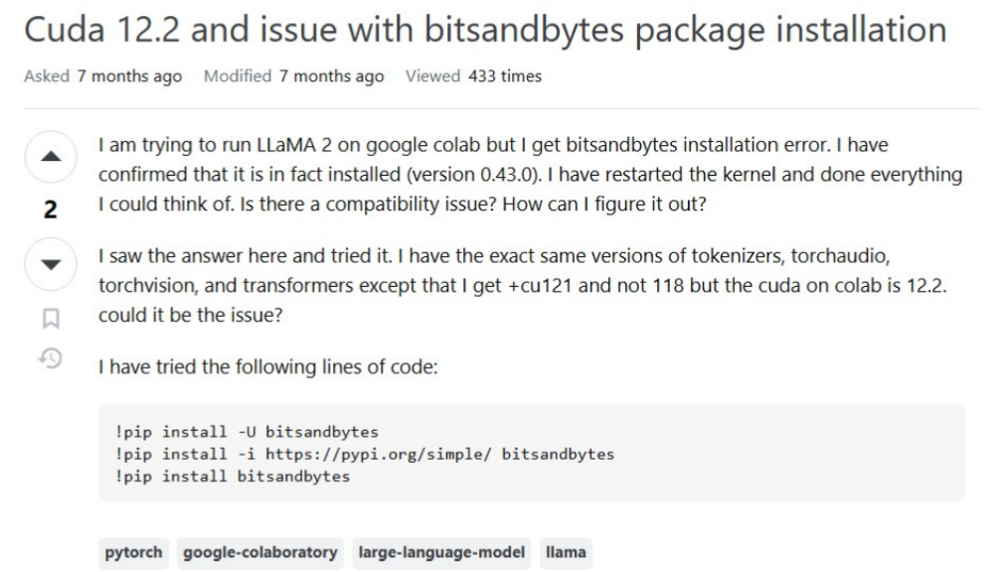 Cuda 12.2 and issue with bitsandbytes package installation
Asked 7 months ago Modified 7 months ago Viewed 433 times
I am trying to run LLaMA 2 on google colab but I get bitsandbytes installation error. I have
confirmed that it is in fact installed (version 0.43.0). I have restarted the kernel and done everything
2
I could think of. Is there a compatibility issue? How can I figure it out?
I saw the answer here and tried it. I have the exact same versions of tokenizers, torchaudio,
torchvision, and transformers except that I get +cu121 and not 118 but the cuda on colab is 12.2.
could it be the issue?
I have tried the following lines of code:
!pip install -U bitsandbytes
!pip install -i https://pypi.org/simple/ bitsandbytes
!pip install bitsandbytes
pytorch google-colaboratory large-language-model llama